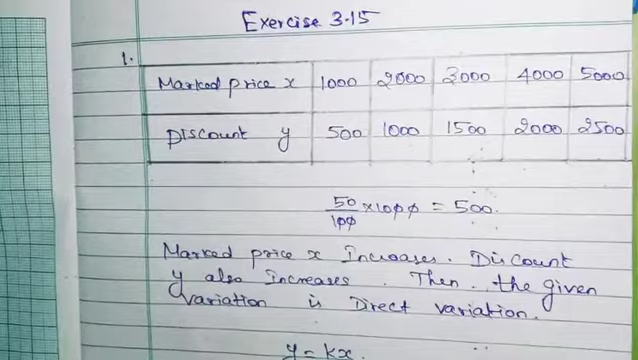 Exercise 3.15
1.
Marked price x 1000 2000 3000 4000 5000
Discount y 500 1000 1500 2000 2500
50/100 × 1000 = 500.
Marked price x Increases. Discount
y also Increases. Then. the given
variation is Direct variation.
y = kx.